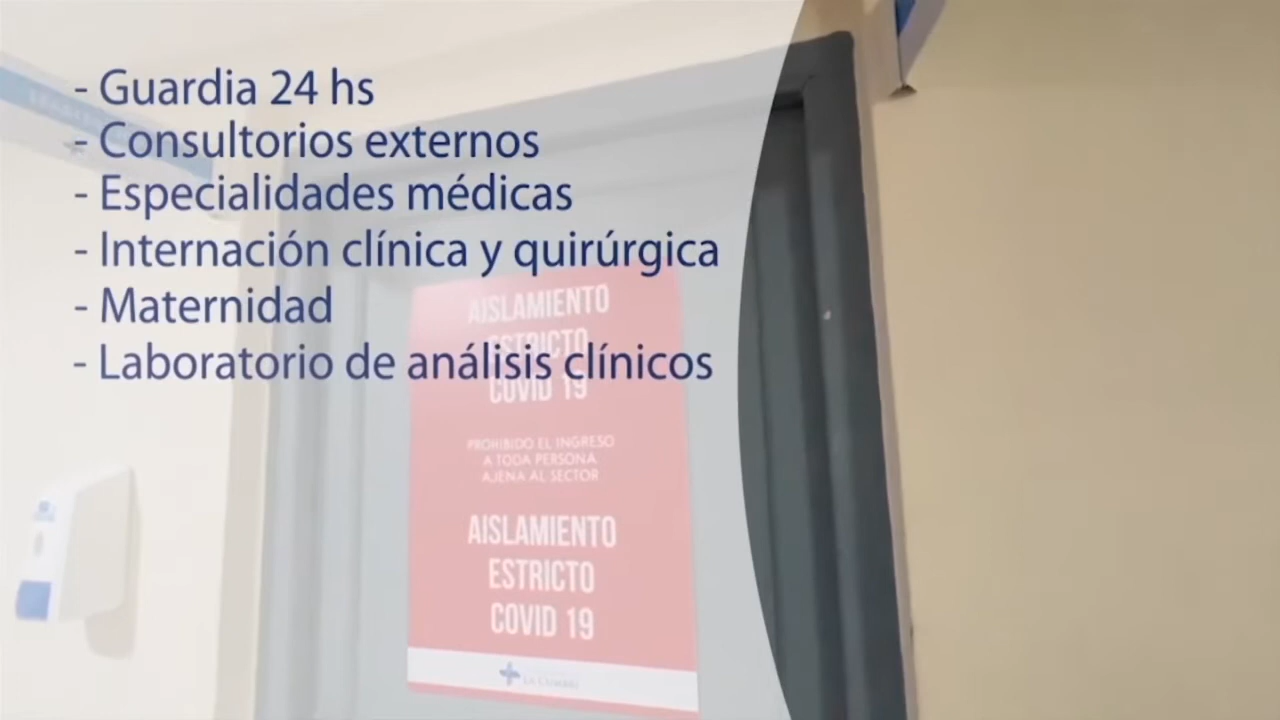 - Guardia 24 hs
- Consultorios externos
- Especialidades médicas
- Internación clínica y quirúrgica
- Maternidad
- Laboratorio de análisis clínicos
AISLAMIENTO
ESTRICTO
COVID 19
PROHIBIDO EL INGRESO
A TODA PERSONA
AJENA AL SECTOR
AISLAMIENTO
ESTRICTO
COVID 19